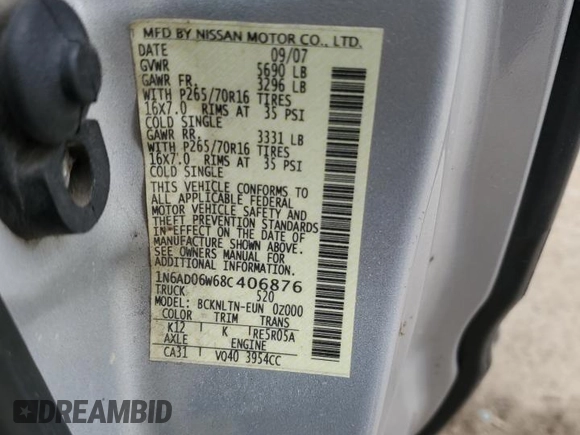 MFD BY NISSAN MOTOR CO., LTD.
DATE 09/07
GVWR 5690 LB
GAWR FR. 3296 LB
WITH P265/70R16 TIRES
16X7.0 RIMS AT 35 PSI
COLD SINGLE
GAWR RR. 3331 LB
WITH P265/70R16 TIRES
16X7.0 RIMS AT 35 PSI
COLD SINGLE
THIS VEHICLE CONFORMS TO
ALL APPLICABLE FEDERAL
MOTOR VEHICLE SAFETY AND
THEFT PREVENTION STANDARDS
IN EFFECT ON THE DATE OF
MANUFACTURE SHOWN ABOVE.
SEE OWNERS MANUAL FOR
ADDITIONAL INFORMATION
1N6AD06W68C406876
TRUCK 520
MODEL: BCKNLTN-EUN 0Z000
COLOR TRIM TRANS
K12 K RE5R05A
AXLE ENGINE
CA31 VQ40 3954CC
DREAMBID